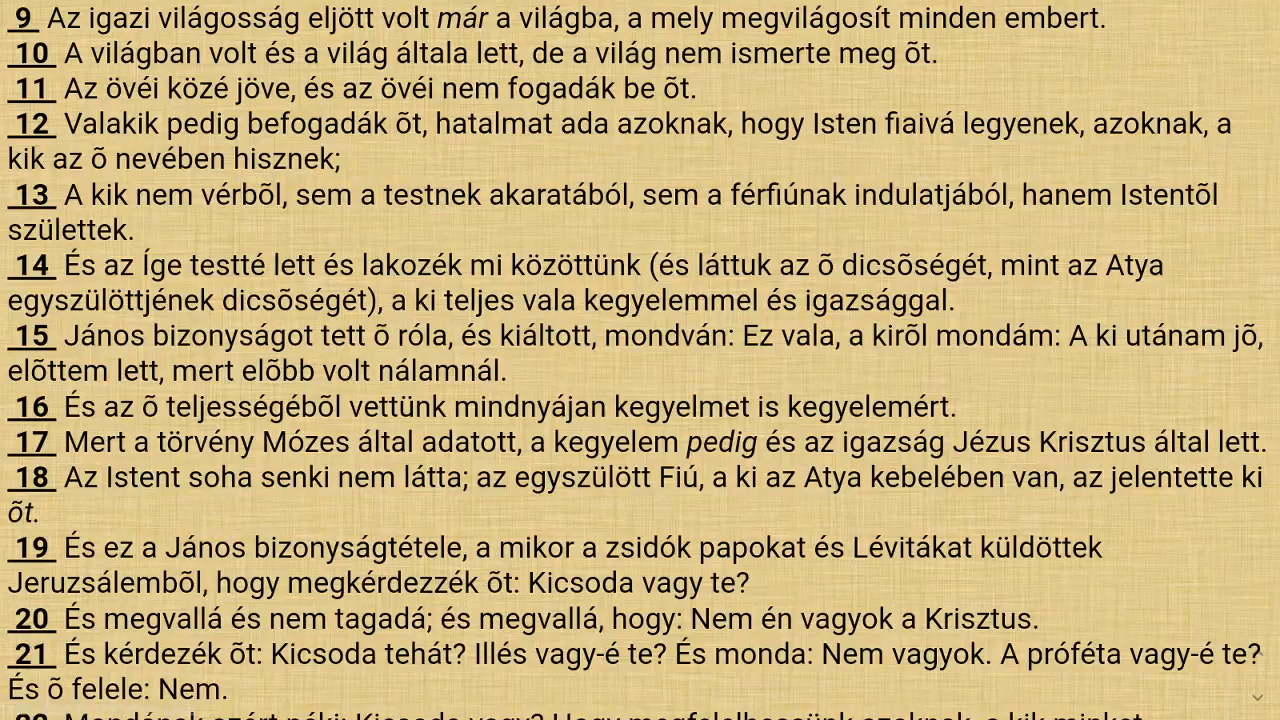 9 Az igazi világosság eljött volt már a világba, a mely megvilágosít minden embert.
10 A világban volt és a világ általa lett, de a világ nem ismerte meg õt.
11 Az övéi közé jöve, és az övéi nem fogadák be õt.
12 Valakik pedig befogadák õt, hatalmat ada azoknak, hogy Isten fiaivá legyenek, azoknak, a
kik az õ nevében hisznek;
13 A kik nem vérbõl, sem a testnek akaratából, sem a férfiúnak indulatjából, hanem Istentõl
születtek.
14 És az Íge testté lett és lakozék mi közöttünk (és láttuk az õ dicsõségét, mint az Atya
egyszülöttjének dicsõségét), a ki teljes vala kegyelemmel és igazsággal.
15 János bizonyságot tett õ róla, és kiáltott, mondván: Ez vala, a kirõl mondám: A ki utánam jõ,
elõttem lett, mert elõbb volt nálamnál.
16 És az õ teljességébõl vettünk mindnyájan kegyelmet is kegyelemért.
17 Mert a törvény Mózes által adatott, a kegyelem pedig és az igazság Jézus Krisztus által lett.
18 Az Istent soha senki nem látta; az egyszülött Fiú, a ki az Atya kebelében van, az jelentette ki
õt.
19 És ez a János bizonyságtétele, a mikor a zsidók papokat és Lévitákat küldöttek
Jeruzsálembõl, hogy megkérdezzék õt: Kicsoda vagy te?
20 És megvallá és nem tagadá; és megvallá, hogy: Nem én vagyok a Krisztus.
21 És kérdezék õt: Kicsoda tehát? Illés vagy-é te? És monda: Nem vagyok. A próféta vagy-é te?
És õ felele: Nem.